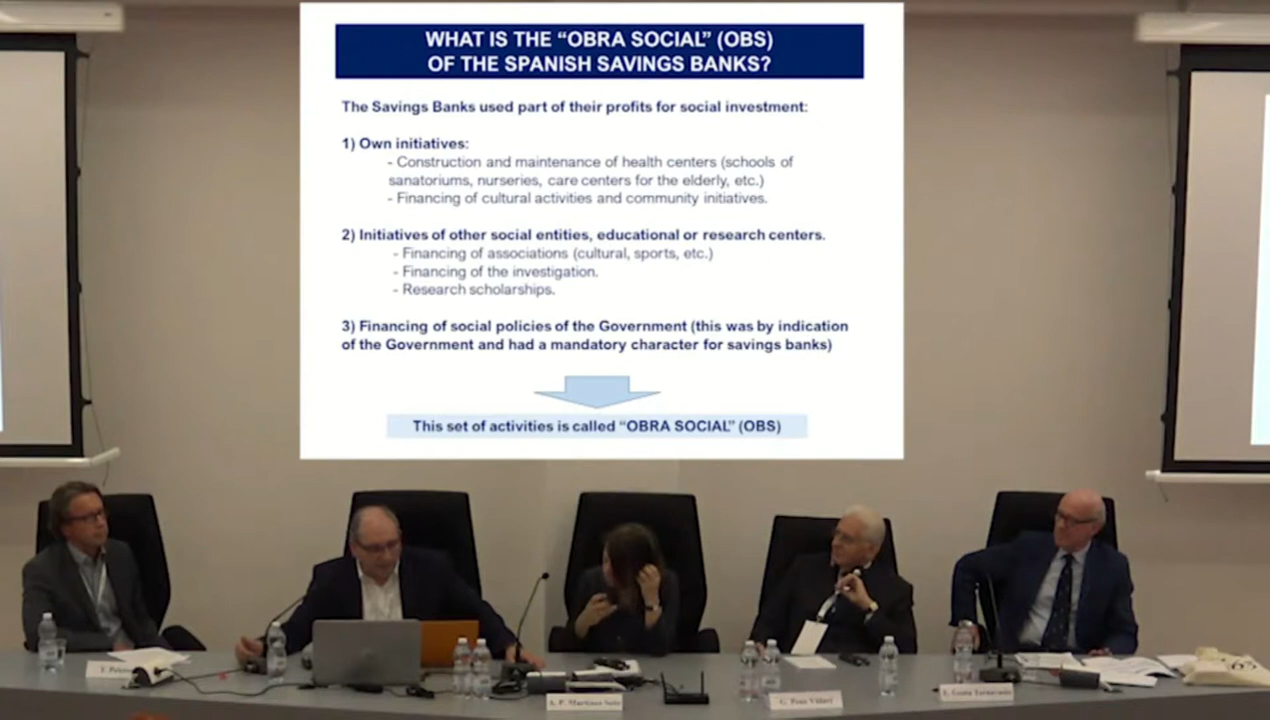 WHAT IS THE “OBRA SOCIAL” (OBS)
OF THE SPANISH SAVINGS BANKS?
The Savings Banks used part of their profits for social investment:
1) Own initiatives:
- Construction and maintenance of health centers (schools of
sanatoriums, nurseries, care centers for the elderly, etc.)
- Financing of cultural activities and community initiatives.
2) Initiatives of other social entities, educational or research centers.
- Financing of associations (cultural, sports, etc.)
- Financing of the investigation.
- Research scholarships.
3) Financing of social policies of the Government (this was by indication
of the Government and had a mandatory character for savings banks)
This set of activities is called “OBRA SOCIAL” (OBS)
A. P. Martínez Soto